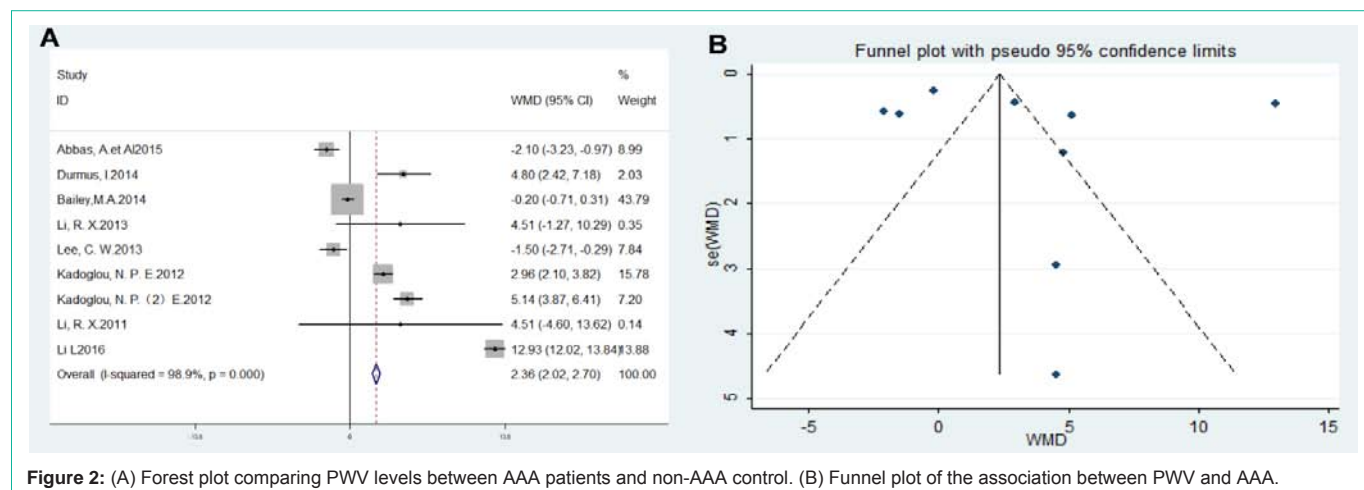 A
Study %
ID WMD (95% CI) Weight
Abbas, A.et Al2015 -2.10 (-3.23, -0.97) 8.99
Durmus, I.2014 4.80 (2.42, 7.18) 2.03
Bailey,M.A.2014 -0.20 (-0.71, 0.31) 43.79
Li, R. X.2013 4.51 (-1.27, 10.29) 0.35
Lee, C. W.2013 -1.50 (-2.71, -0.29) 7.84
Kadoglou, N. P. E.2012 2.96 (2.10, 3.82) 15.78
Kadoglou, N. P.（2）E.2012 5.14 (3.87, 6.41) 7.20
Li, R. X.2011 4.51 (-4.60, 13.62) 0.14
Li L2016 12.93 (12.02, 13.84)13.88
Overall (I-squared = 98.9%, p = 0.000) 2.36 (2.02, 2.70) 100.00
0
B
Funnel plot with pseudo 95% confidence limits
se(WMD)
0
1
2
3
4
5
-5 0 5 10 15
WMD
Figure 2: (A) Forest plot comparing PWV levels between AAA patients and non-AAA control. (B) Funnel plot of the association between PWV and AAA.